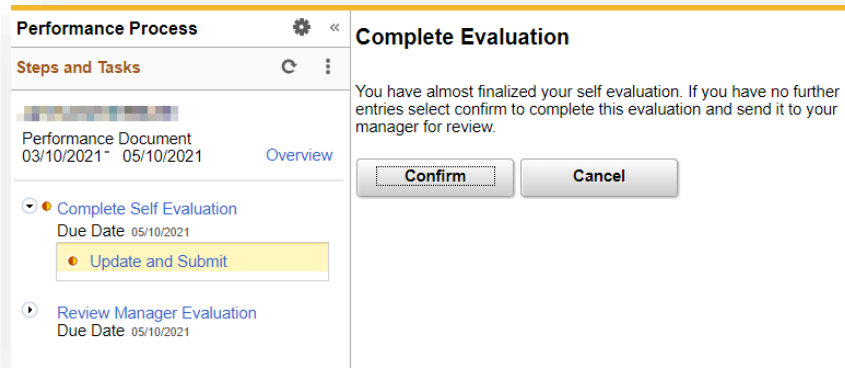 Performance Process
«
Steps and Tasks
Performance Document
03/10/2021 - 05/10/2021
Overview
Complete Self Evaluation
Due Date 05/10/2021
Update and Submit
Review Manager Evaluation
Due Date 05/10/2021
Complete Evaluation
You have almost finalized your self evaluation. If you have no further
entries select confirm to complete this evaluation and send it to your
manager for review.
Confirm
Cancel